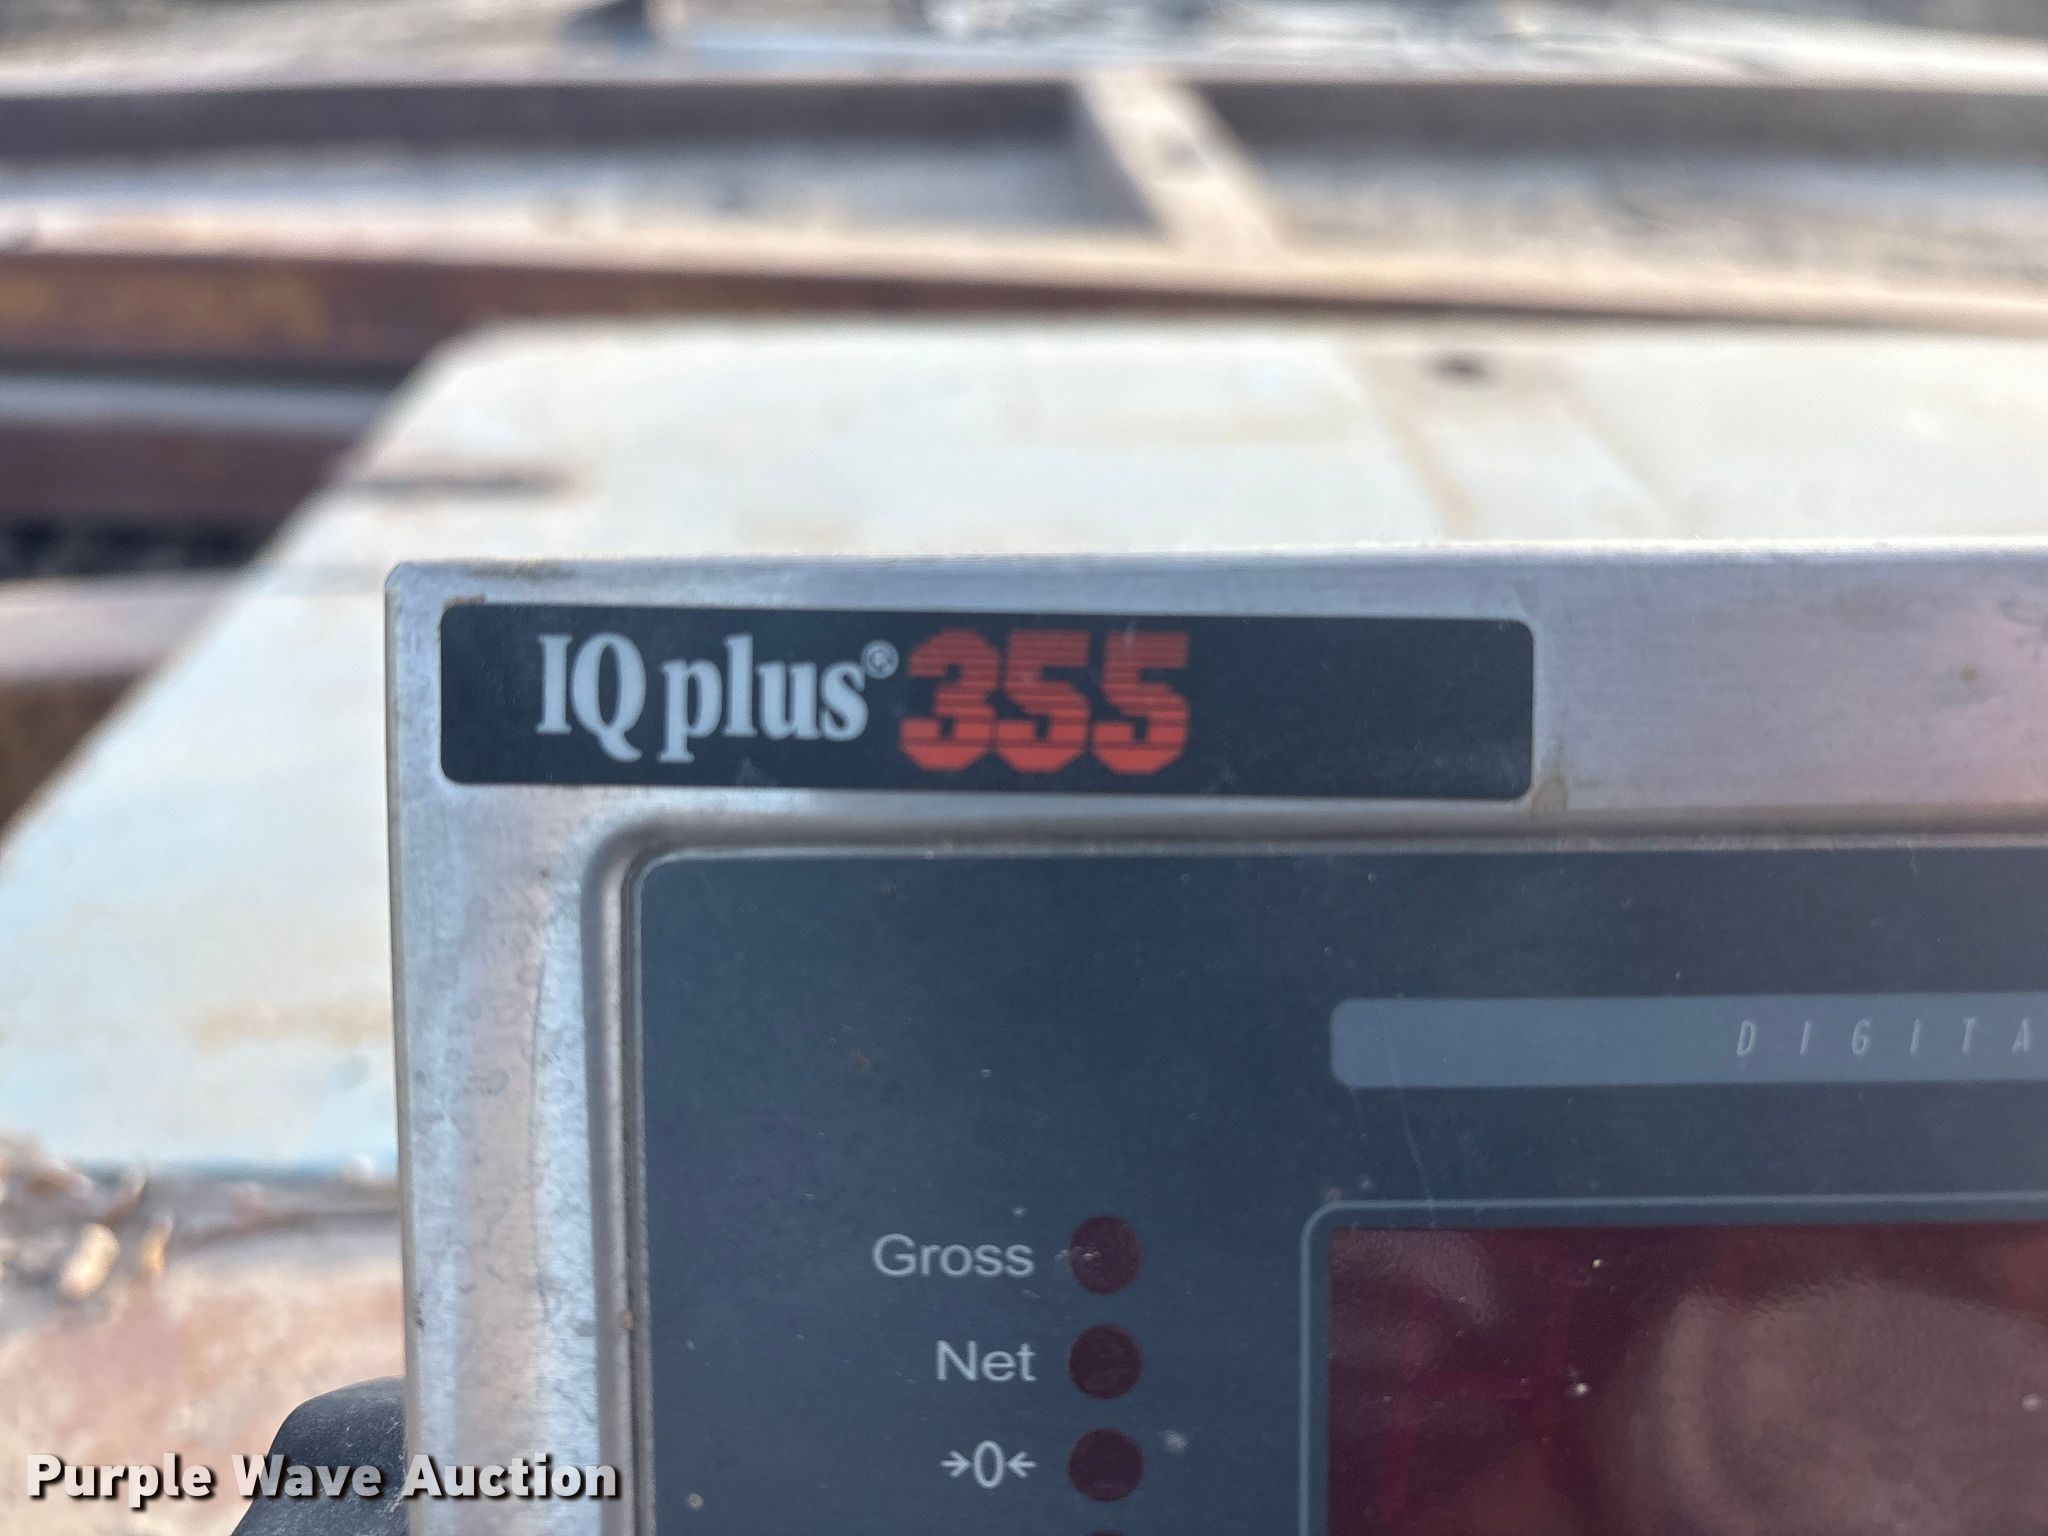 IQ plus® 355
DIGITA
Gross
Net
→0←
Purple Wave Auction